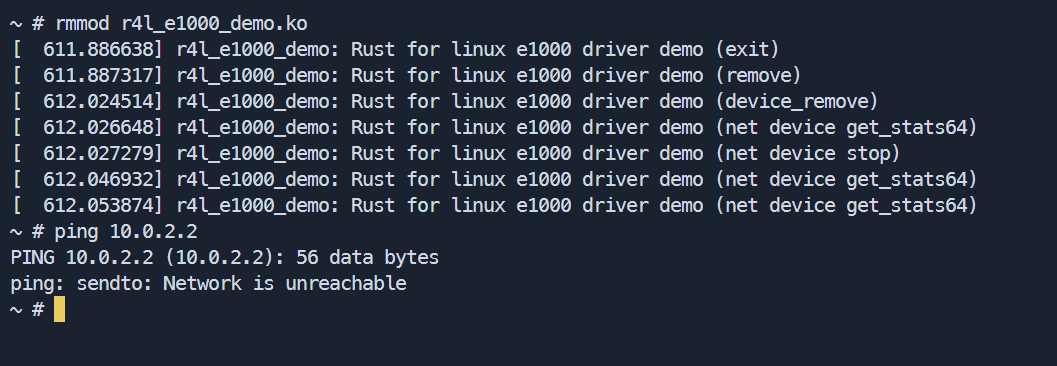 ~ # rmmod r4l_e1000_demo.ko
[  611.886638] r4l_e1000_demo: Rust for linux e1000 driver demo (exit)
[  611.887317] r4l_e1000_demo: Rust for linux e1000 driver demo (remove)
[  612.024514] r4l_e1000_demo: Rust for linux e1000 driver demo (device_remove)
[  612.026648] r4l_e1000_demo: Rust for linux e1000 driver demo (net device get_stats64)
[  612.027279] r4l_e1000_demo: Rust for linux e1000 driver demo (net device stop)
[  612.046932] r4l_e1000_demo: Rust for linux e1000 driver demo (net device get_stats64)
[  612.053874] r4l_e1000_demo: Rust for linux e1000 driver demo (net device get_stats64)
~ # ping 10.0.2.2
PING 10.0.2.2 (10.0.2.2): 56 data bytes
ping: sendto: Network is unreachable
~ #